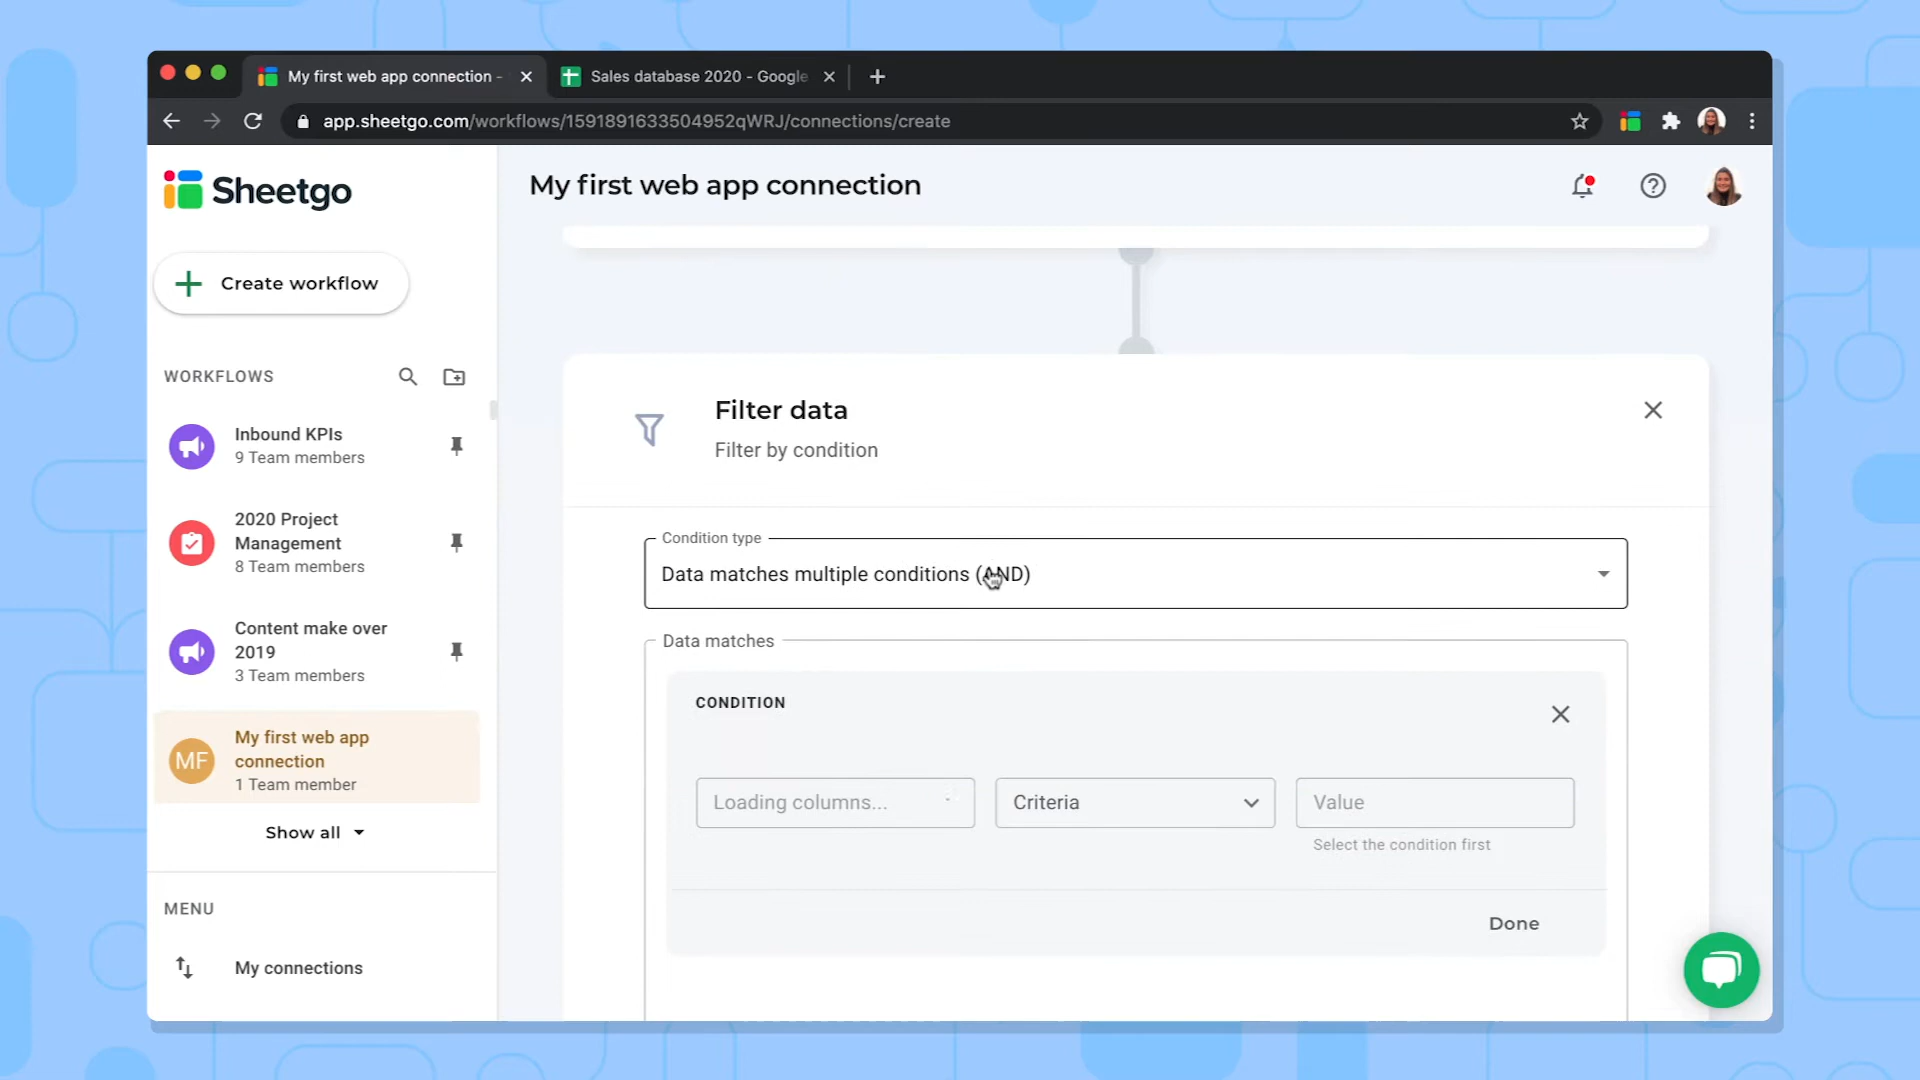 My first web app connection -
Sales database 2020 - Google
app.sheetgo.com/workflows/1591891633504952qWRJ/connections/create
Sheetgo
My first web app connection
Create workflow
WORKFLOWS
Inbound KPIs
9 Team members
2020 Project
Management
8 Team members
Content make over
2019
3 Team members
MF
My first web app
connection
1 Team member
Show all
MENU
My connections
Filter data
Filter by condition
Condition type
Data matches multiple conditions (AND)
Data matches
CONDITION
Loading columns...
Criteria
Value
Select the condition first
Done